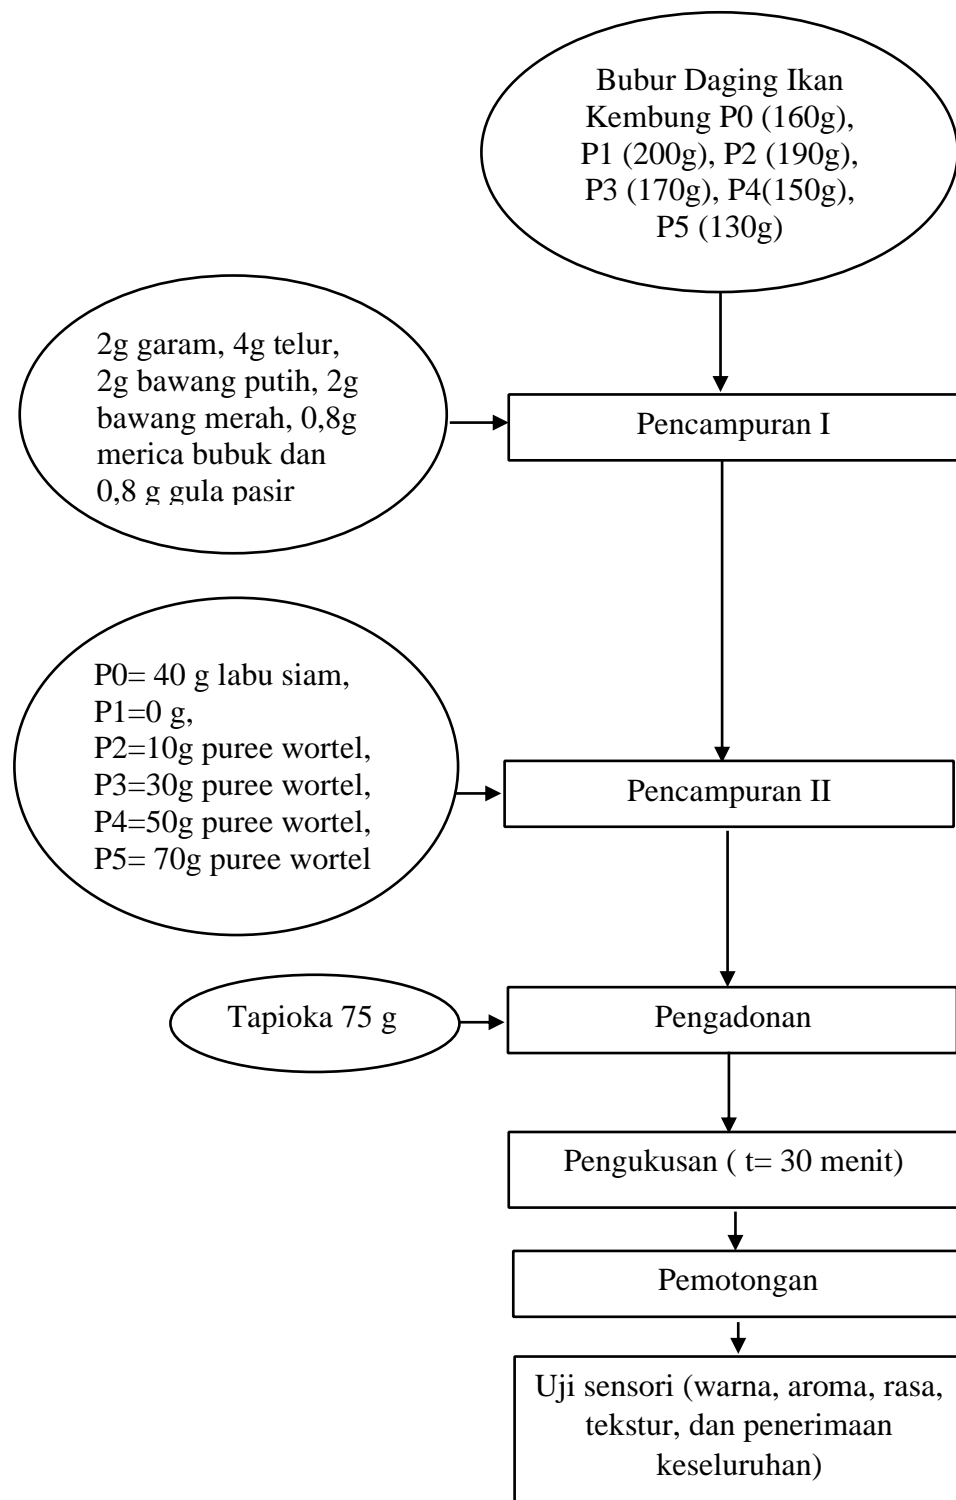 Bubur Daging Ikan
Kembung P0 (160g),
P1 (200g), P2 (190g),
P3 (170g), P4(150g),
P5 (130g)
2g garam, 4g telur,
2g bawang putih, 2g
bawang merah, 0,8g
merica bubuk dan
0,8 g gula pasir
Pencampuran I
P0= 40 g labu siam,
P1=0 g,
P2=10g puree wortel,
P3=30g puree wortel,
P4=50g puree wortel,
P5= 70g puree wortel
Pencampuran II
Tapioka 75 g
Pengadonan
Pengukusan ( t= 30 menit)
Pemotongan
Uji sensori (warna, aroma, rasa,
tekstur, dan penerimaan
keseluruhan)